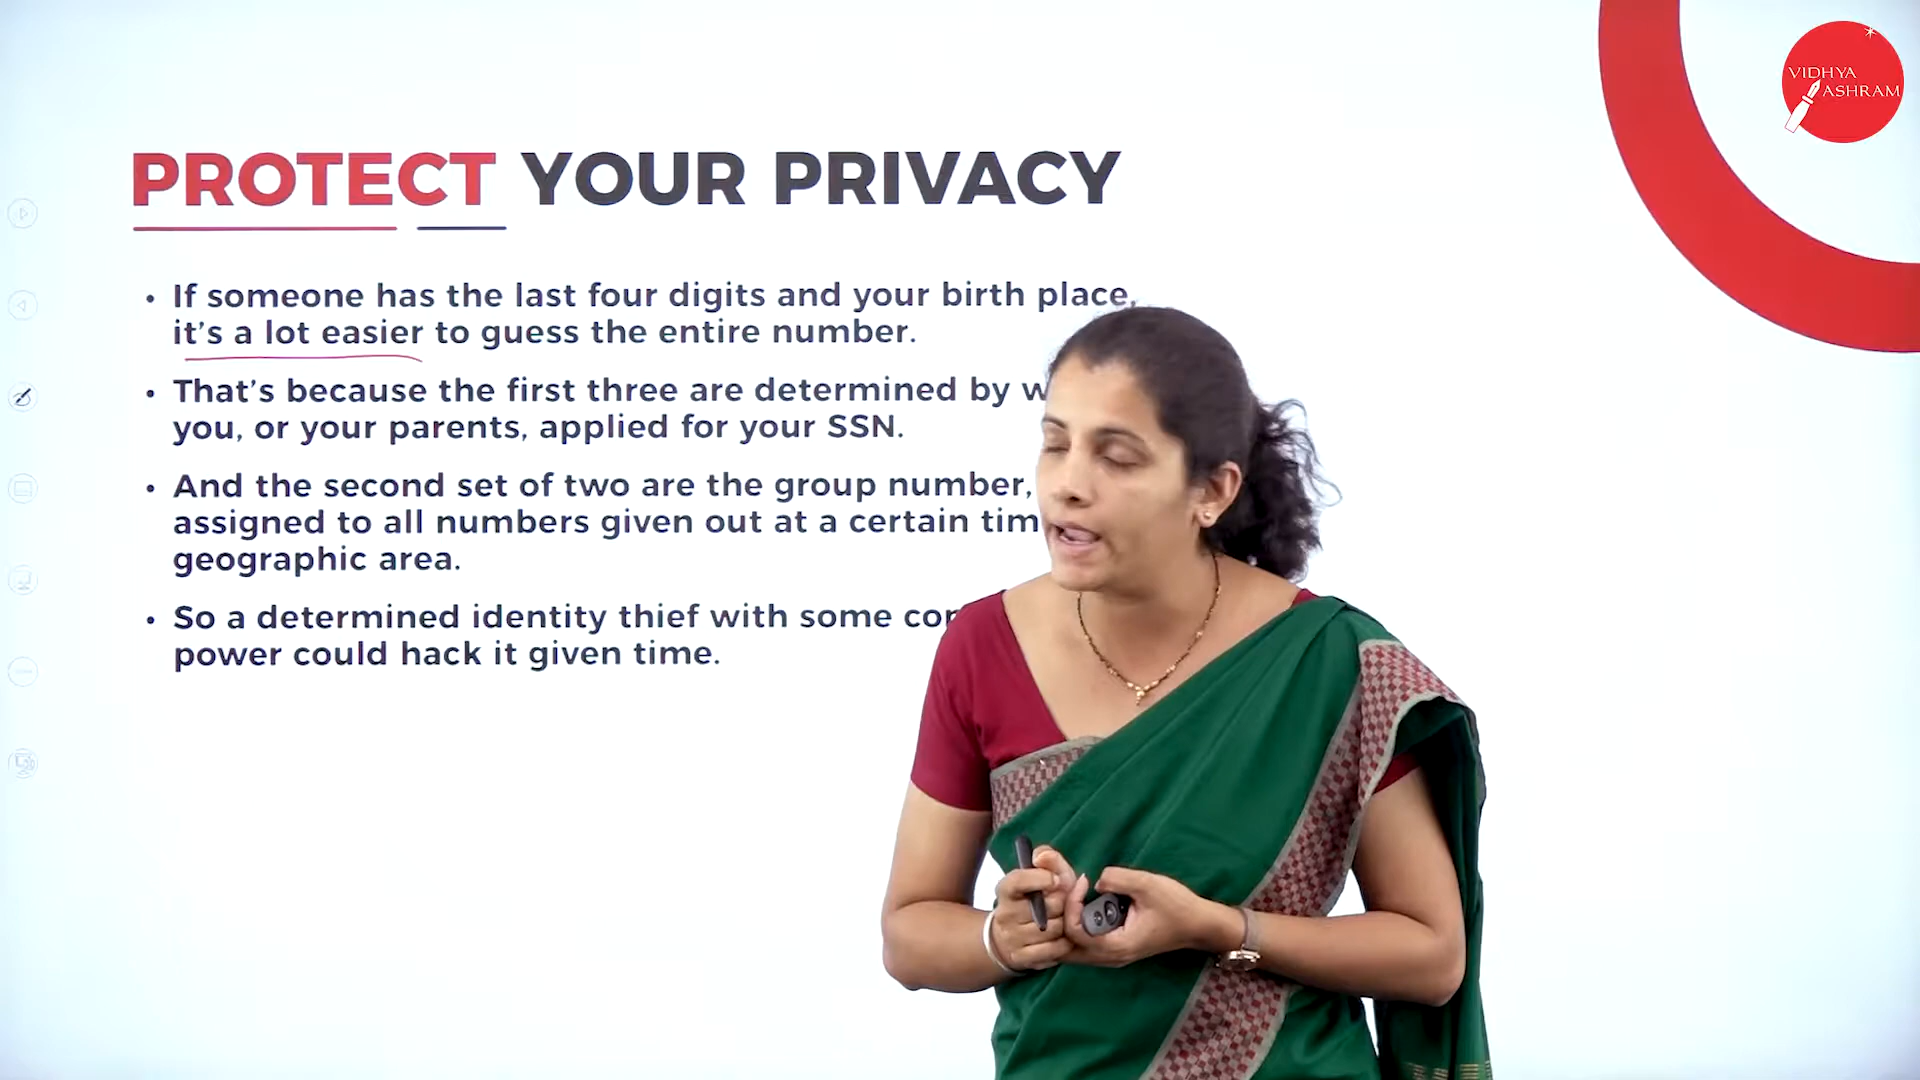 VIDHYA
ASHRAM
PROTECT YOUR PRIVACY
• If someone has the last four digits and your birth place,
it's a lot easier to guess the entire number.
• That's because the first three are determined by
you, or your parents, applied for your SSN.
• And the second set of two are the group number,
assigned to all numbers given out at a certain
geographic area.
• So a determined identity thief with some
power could hack it given time.